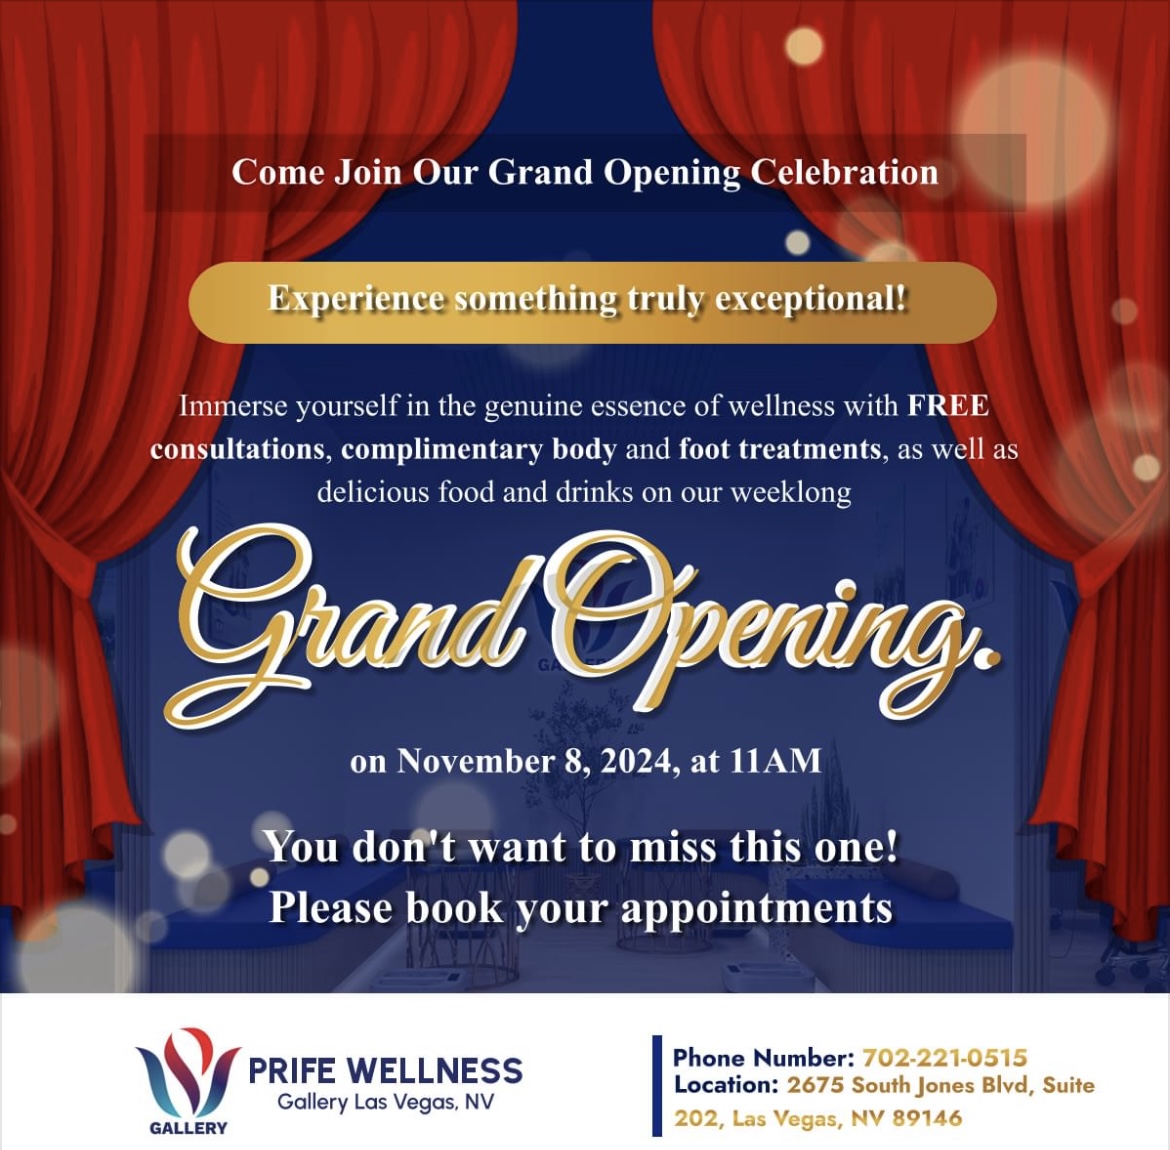 Come Join Our Grand Opening Celebration
Experience something truly exceptional!
Immerse yourself in the genuine essence of wellness with FREE
consultations, complimentary body and foot treatments, as well as
delicious food and drinks on our weeklong
Grand Opening.
on November 8, 2024, at 11AM
You don't want to miss this one!
Please book your appointments
PRIFE WELLNESS
Gallery Las Vegas, NV
GALLERY
Phone Number: 702-221-0515
Location: 2675 South Jones Blvd, Suite
202, Las Vegas, NV 89146